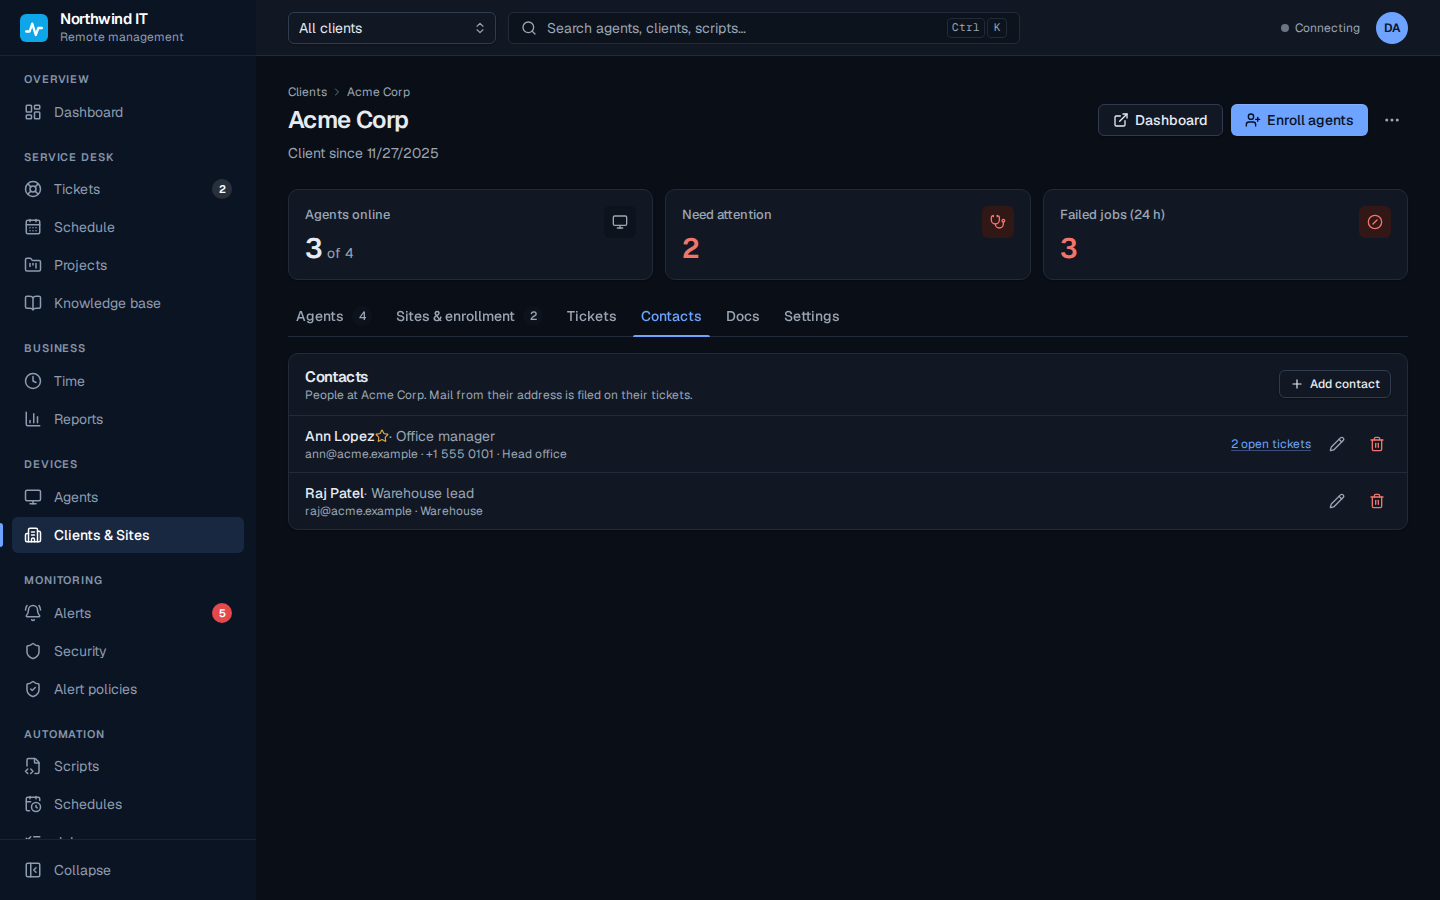 Northwind IT
Remote management
All clients
Search agents, clients, scripts...
Ctrl K
Connecting
DA
OVERVIEW
Dashboard
SERVICE DESK
Tickets 2
Schedule
Projects
Knowledge base
BUSINESS
Time
Reports
DEVICES
Agents
Clients & Sites
MONITORING
Alerts 5
Security
Alert policies
AUTOMATION
Scripts
Schedules
Collapse
Clients > Acme Corp
Acme Corp
Client since 11/27/2025
Dashboard
Enroll agents
Agents online
3 of 4
Need attention
2
Failed jobs (24 h)
3
Agents 4 Sites & enrollment 2 Tickets Contacts Docs Settings
Contacts
People at Acme Corp. Mail from their address is filed on their tickets.
Add contact
Ann Lopez · Office manager
ann@acme.example · +1 555 0101 · Head office
2 open tickets
Raj Patel · Warehouse lead
raj@acme.example · Warehouse